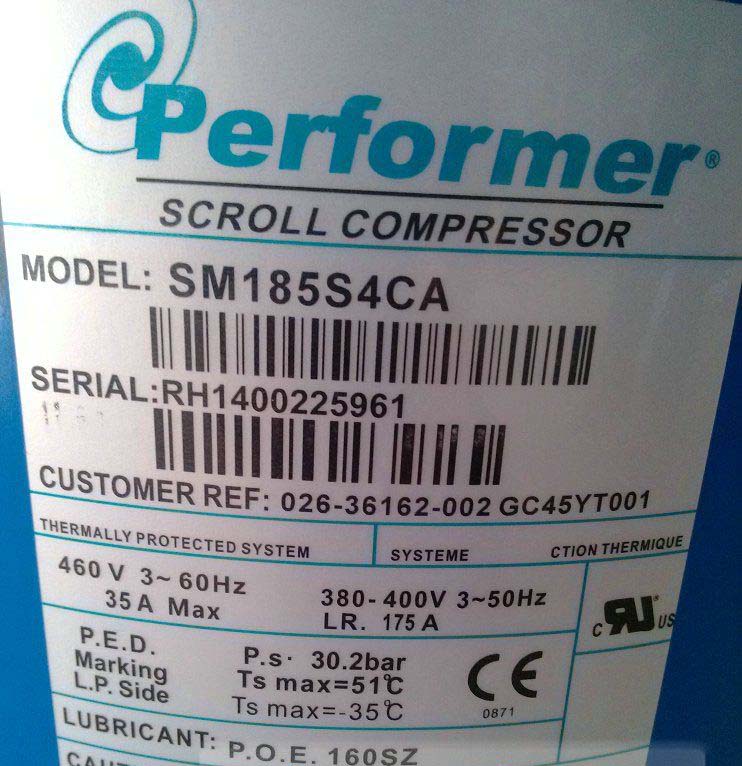 Performer®
SCROLL COMPRESSOR
MODEL: SM185S4CA
SERIAL:RH1400225961
CUSTOMER REF: 026-36162-002 GC45YT001
THERMALLY PROTECTED SYSTEM
SYSTEME CTION THERMIQUE
460 V 3~ 60Hz
35 A Max
380-400V 3~50Hz
LR. 175 A
c RU® US
P.E.D.
Marking
L.P. Side
P.s· 30.2bar
Ts max=51℃
Ts max=-35℃
CE
0871
LUBRICANT: P.O.E. 160SZ